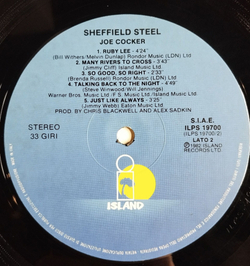 SHEFFIELD STEEL
JOE COCKER
1. RUBY LEE - 4'24"
(Bill Withers/Melvin Dunlap) Rondor Music (LDN) Ltd
2. MANY RIVERS TO CROSS - 3'43"
(Jimmy Cliff) Island Music Ltd
3. SO GOOD, SO RIGHT - 2'33"
(Brenda Russell) Rondor Music (LDN) Ltd
4. TALKING BACK TO THE NIGHT
(Steve Winwood/Will Jennings)
Warner Bros. Music Ltd/F.S. Music Ltd/Island Music Ltd
5. JUST LIKE ALWAYS - 3'25"
(Jimmy Webb) Ealer Music Ltd
PROD. BY CHRIS BLACKWELL AND ALEX SADKIN
STEREO
33 GIRI
S.I.A.E.
ILPS 19700
(ILPS 19700/2)
LATO 2
℗ 1982 ISLAND
RECORDS LTD
ISLAND